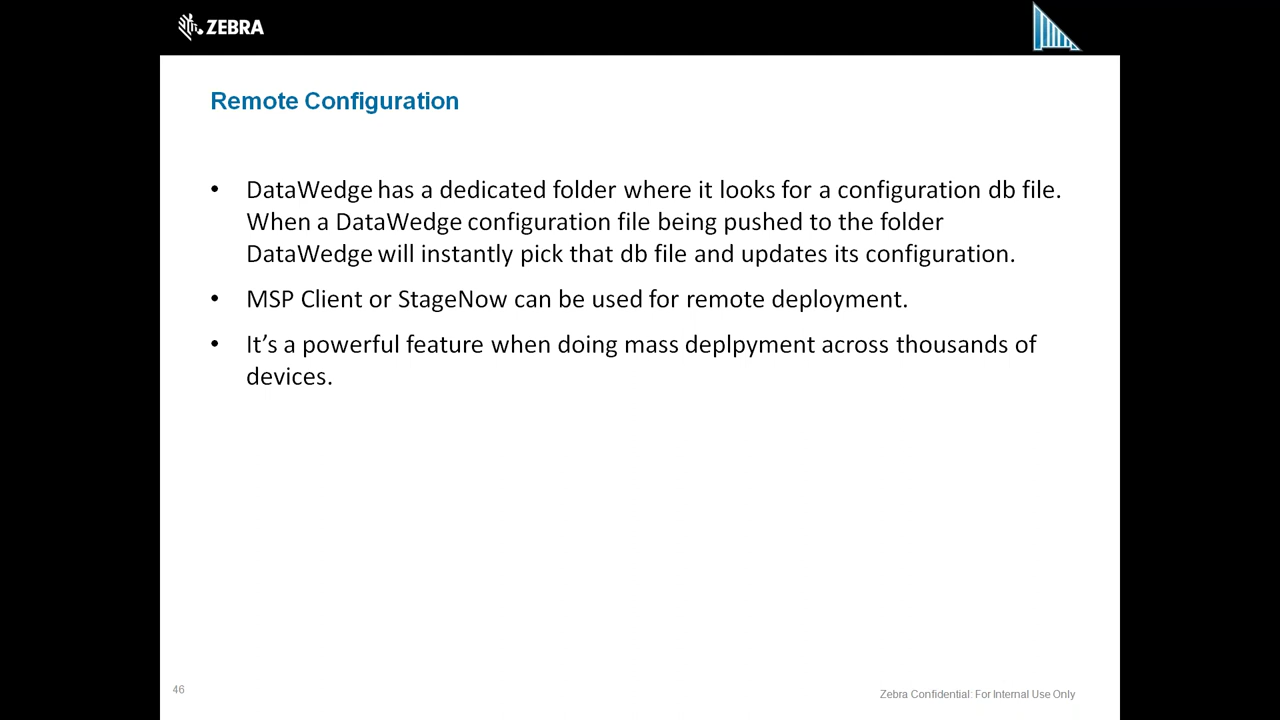 ZEBRA
Remote Configuration
• DataWedge has a dedicated folder where it looks for a configuration db file.
When a DataWedge configuration file being pushed to the folder
DataWedge will instantly pick that db file and updates its configuration.
• MSP Client or StageNow can be used for remote deployment.
• It’s a powerful feature when doing mass deplpyment across thousands of
devices.
46
Zebra Confidential: For Internal Use Only